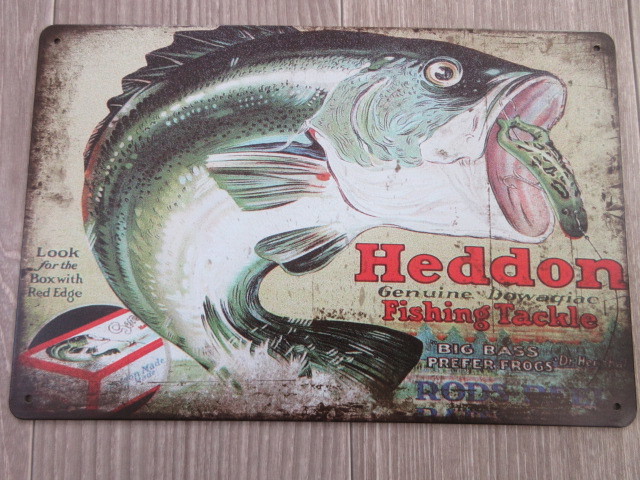 Look
for the
Box with
Red Edge
Heddon
Genuine Dowagiac
Fishing Tackle
"BIG BASS
PREFER FROGS"
RODS